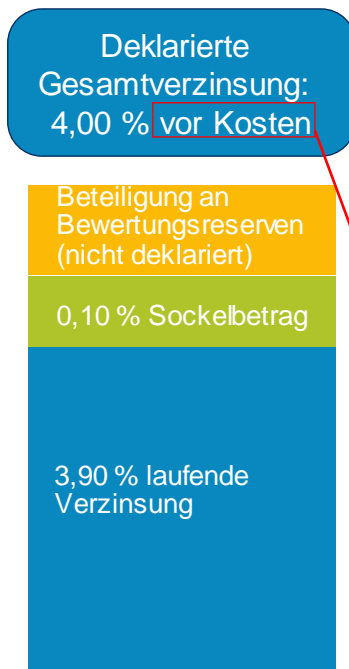 Deklarierte
Gesamtverzinsung:
4,00 % vor Kosten
Beteiligung an
Bewertungsreserven
(nicht deklariert)
0,10 % Sockelbetrag
3,90 % laufende
Verzinsung